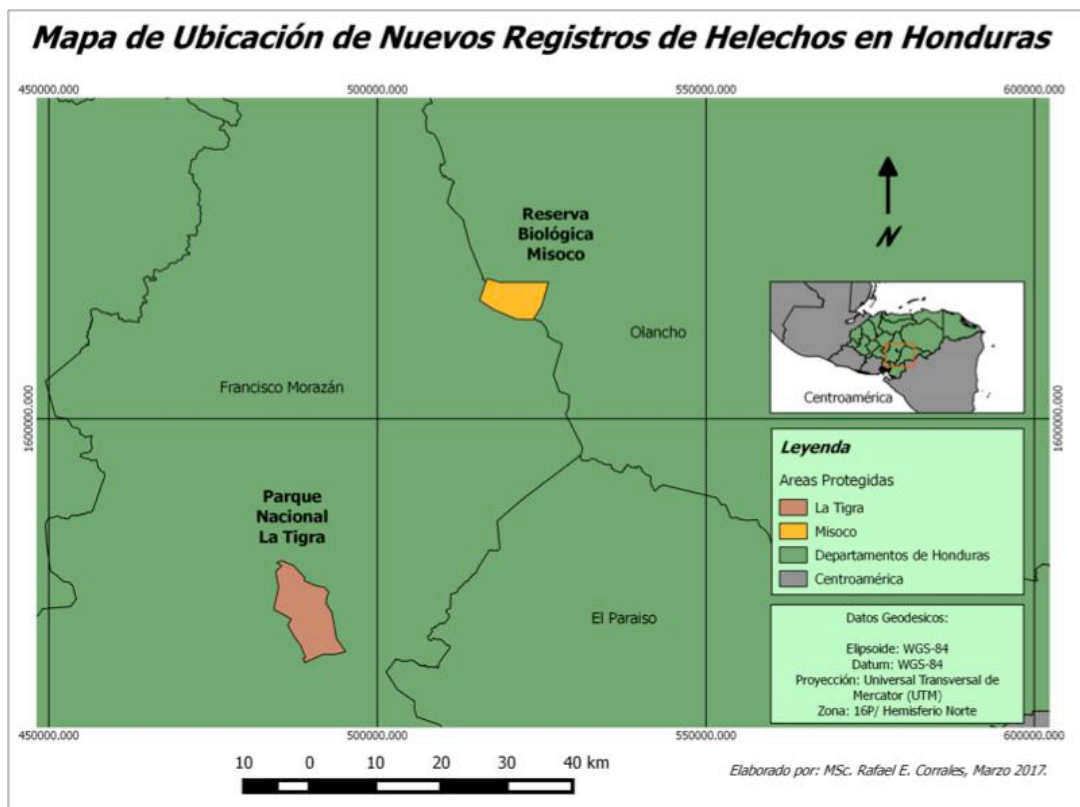 Mapa de Ubicación de Nuevos Registros de Helechos en Honduras
450000.000
500000.000
550000.000
600000.000
Reserva
Biológica
Misoco
N
Olancho
Francisco Morazán
Centroamérica
1600000.000
1600000.000
Leyenda
Areas Protegidas
La Tigra
Misoco
Departamentos de Honduras
Centroamérica
Parque
Nacional
La Tigra
El Paraiso
Datos Geodesicos:
Elipsoide: WGS-84
Datum: WGS-84
Proyección: Universal Transversal de
Mercator (UTM)
Zona: 16P/ Hemisferio Norte
450000.000
500000.000
550000.000
600000.000
10 0 10 20 30 40 km
Elaborado por: MSc. Rafael E. Corrales, Marzo 2017.